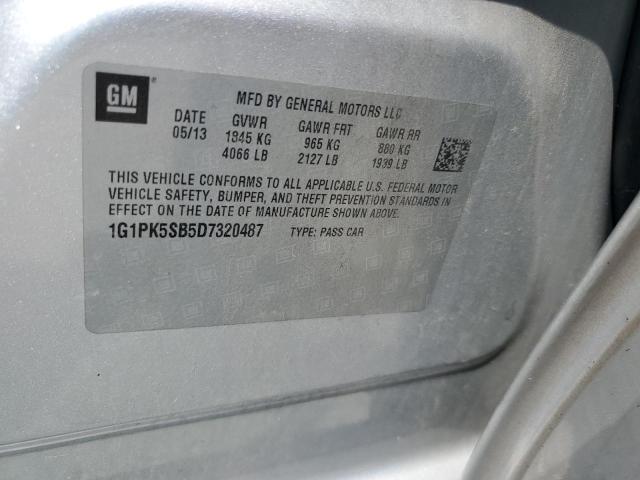 GM
MFD BY GENERAL MOTORS LLC
DATE GVWR GAWR FRT GAWR RR
05/13 1845 KG 965 KG 880 KG
4066 LB 2127 LB 1939 LB
THIS VEHICLE CONFORMS TO ALL APPLICABLE U.S. FEDERAL MOTOR
VEHICLE SAFETY, BUMPER, AND THEFT PREVENTION STANDARDS IN
EFFECT ON THE DATE OF MANUFACTURE SHOWN ABOVE.
1G1PK5SB5D7320487 TYPE: PASS CAR